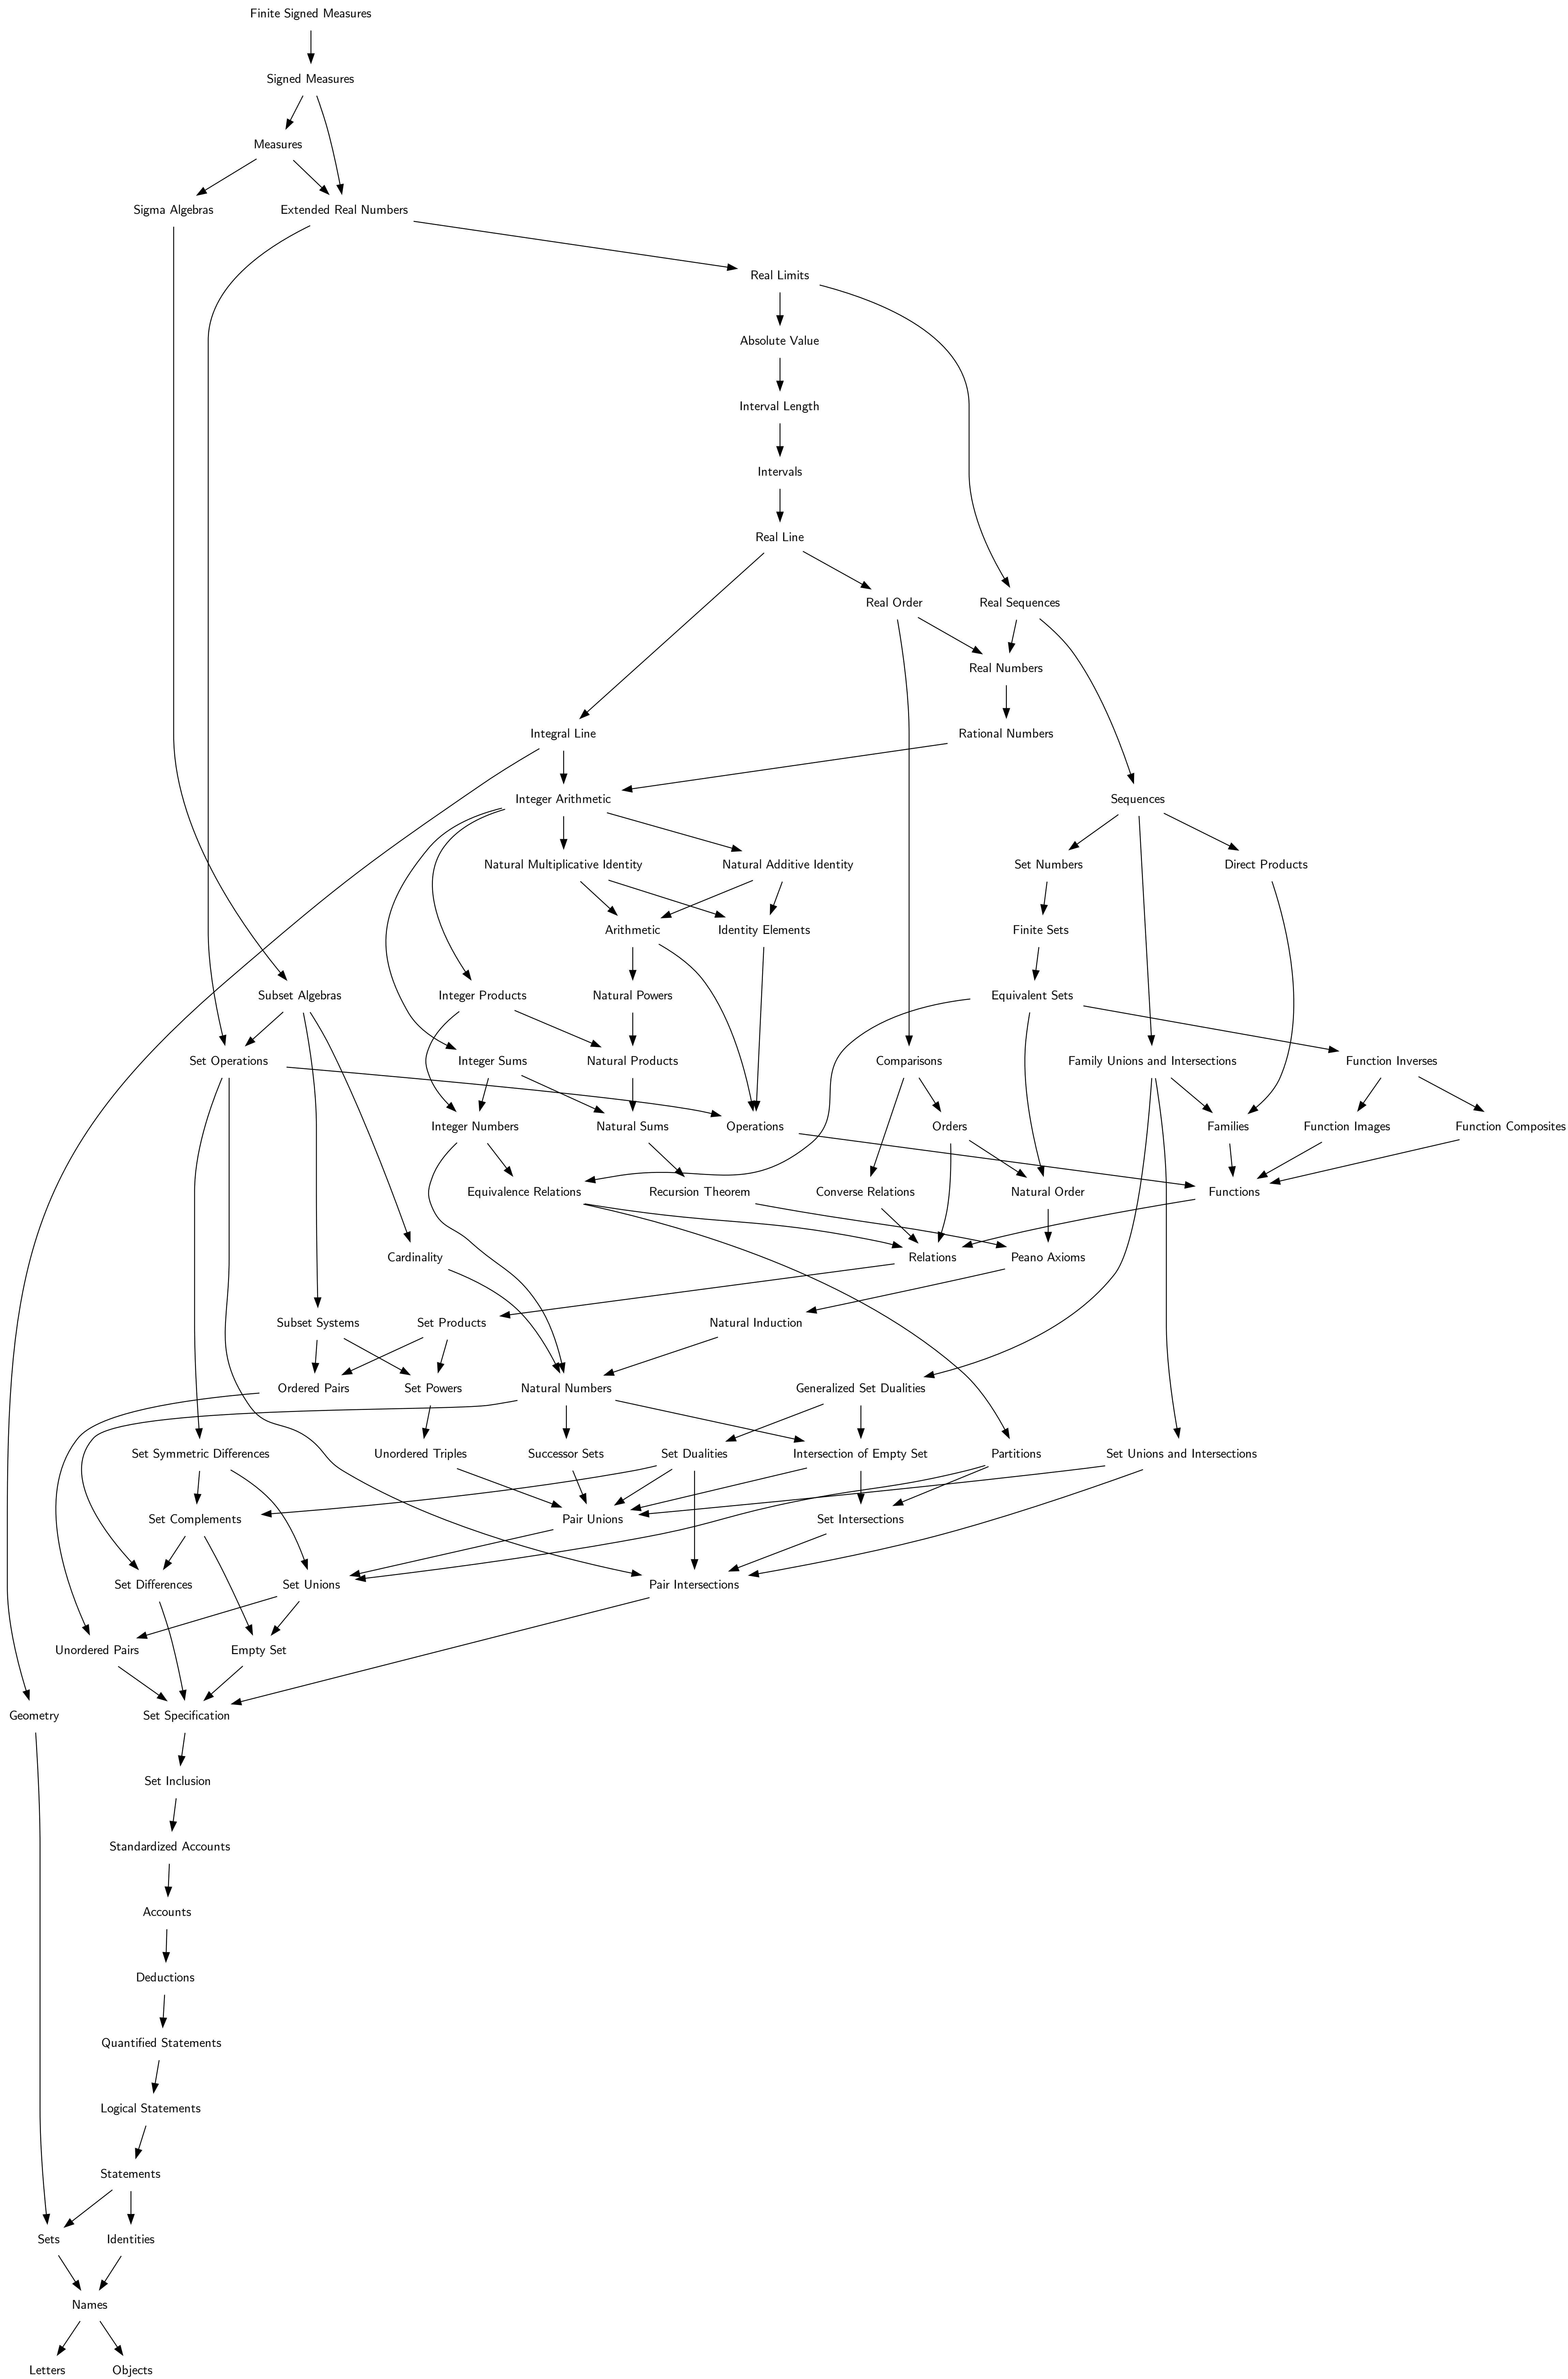 Finite Signed Measures
Signed Measures
Measures
Sigma Algebras
Extended Real Numbers
Real Limits
Absolute Value
Interval Length
Intervals
Real Line
Real Order
Real Sequences
Real Numbers
Integral Line
Rational Numbers
Integer Arithmetic
Sequences
Natural Multiplicative Identity
Natural Additive Identity
Set Numbers
Direct Products
Arithmetic
Identity Elements
Finite Sets
Subset Algebras
Integer Products
Natural Powers
Equivalent Sets
Set Operations
Integer Sums
Natural Products
Comparisons
Family Unions and Intersections
Function Inverses
Integer Numbers
Natural Sums
Operations
Orders
Families
Function Images
Function Composites
Equivalence Relations
Recursion Theorem
Converse Relations
Natural Order
Functions
Cardinality
Relations
Peano Axioms
Subset Systems
Set Products
Natural Induction
Ordered Pairs
Set Powers
Natural Numbers
Generalized Set Dualities
Set Symmetric Differences
Unordered Triples
Successor Sets
Set Dualities
Intersection of Empty Set
Partitions
Set Unions and Intersections
Set Complements
Pair Unions
Set Intersections
Set Differences
Set Unions
Pair Intersections
Unordered Pairs
Empty Set
Geometry
Set Specification
Set Inclusion
Standardized Accounts
Accounts
Deductions
Quantified Statements
Logical Statements
Statements
Sets
Identities
Names
Letters
Objects